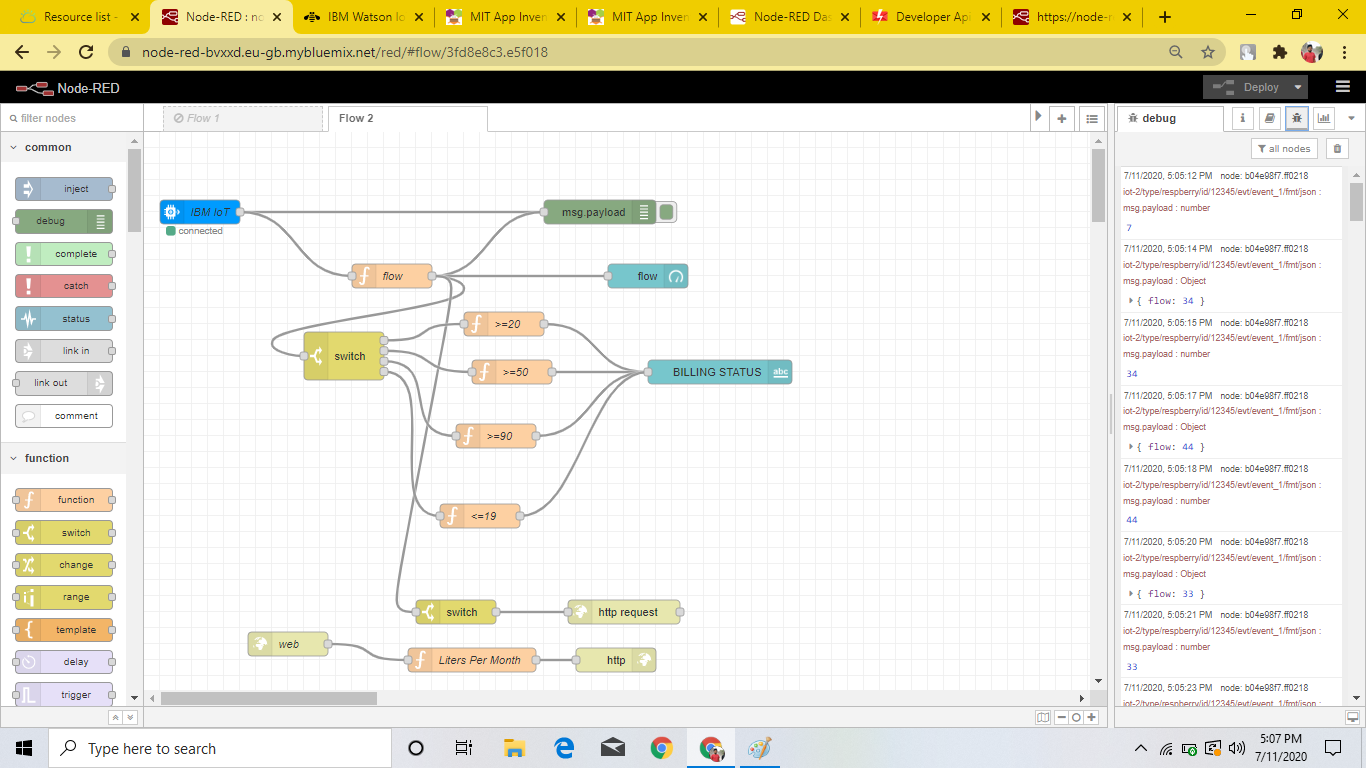 Resource list -
Node-RED : no
IBM Watson Io
MIT App Inven
MIT App Inven
Node-RED Das
Developer Api
https://node-r
node-red-bvxxd.eu-gb.mybluemix.net/red/#flow/3fd8e8c3.e5f018
Node-RED
Deploy
filter nodes
Flow 1
Flow 2
debug
all nodes
common
inject
debug
complete
catch
status
link in
link out
comment
function
function
switch
change
range
template
delay
trigger
IBM IoT
connected
msg.payload
flow
flow
switch
>=20
>=50
>=90
<=19
BILLING STATUS
abc
switch
http request
web
Liters Per Month
http
7/11/2020, 5:05:12 PM node: b04e98f7.ff0218
iot-2/type/respberry/id/12345/evt/event_1/fmt/json :
msg.payload : number
7
7/11/2020, 5:05:14 PM node: b04e98f7.ff0218
iot-2/type/respberry/id/12345/evt/event_1/fmt/json :
msg.payload : Object
{ flow: 34 }
7/11/2020, 5:05:15 PM node: b04e98f7.ff0218
iot-2/type/respberry/id/12345/evt/event_1/fmt/json :
msg.payload : number
34
7/11/2020, 5:05:17 PM node: b04e98f7.ff0218
iot-2/type/respberry/id/12345/evt/event_1/fmt/json :
msg.payload : Object
{ flow: 44 }
7/11/2020, 5:05:18 PM node: b04e98f7.ff0218
iot-2/type/respberry/id/12345/evt/event_1/fmt/json :
msg.payload : number
44
7/11/2020, 5:05:20 PM node: b04e98f7.ff0218
iot-2/type/respberry/id/12345/evt/event_1/fmt/json :
msg.payload : Object
{ flow: 33 }
7/11/2020, 5:05:21 PM node: b04e98f7.ff0218
iot-2/type/respberry/id/12345/evt/event_1/fmt/json :
msg.payload : number
33
7/11/2020, 5:05:23 PM node: b04e98f7.ff0218
iot-2/type/respberry/id/12345/evt/event_1/fmt/json :
Type here to search
5:07 PM
7/11/2020